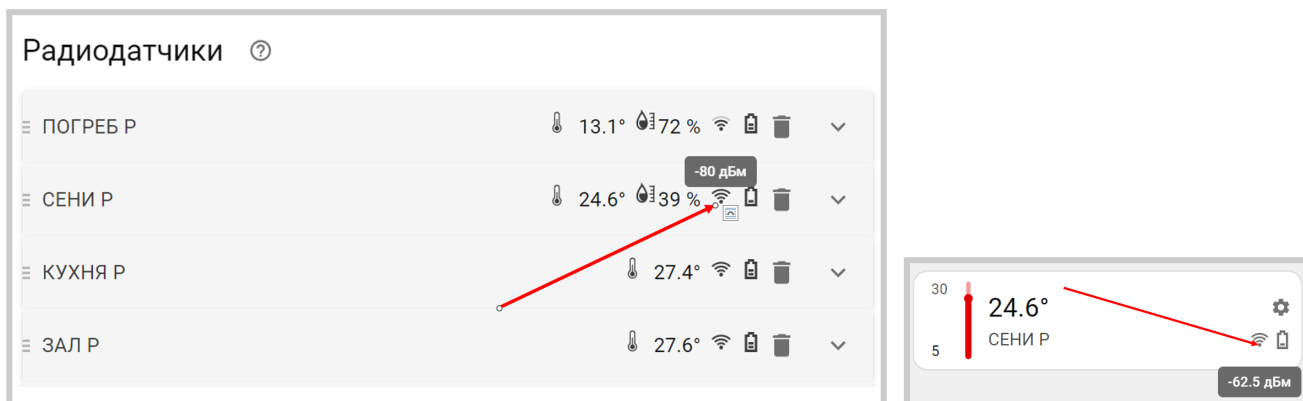 Радиодатчики
ПОГРЕБ Р 13.1° 72 %
-80 дБм
СЕНИ Р 24.6° 39 %
КУХНЯ Р 27.4°
ЗАЛ Р 27.6°
30
24.6°
СЕНИ Р
5
-62.5 дБм